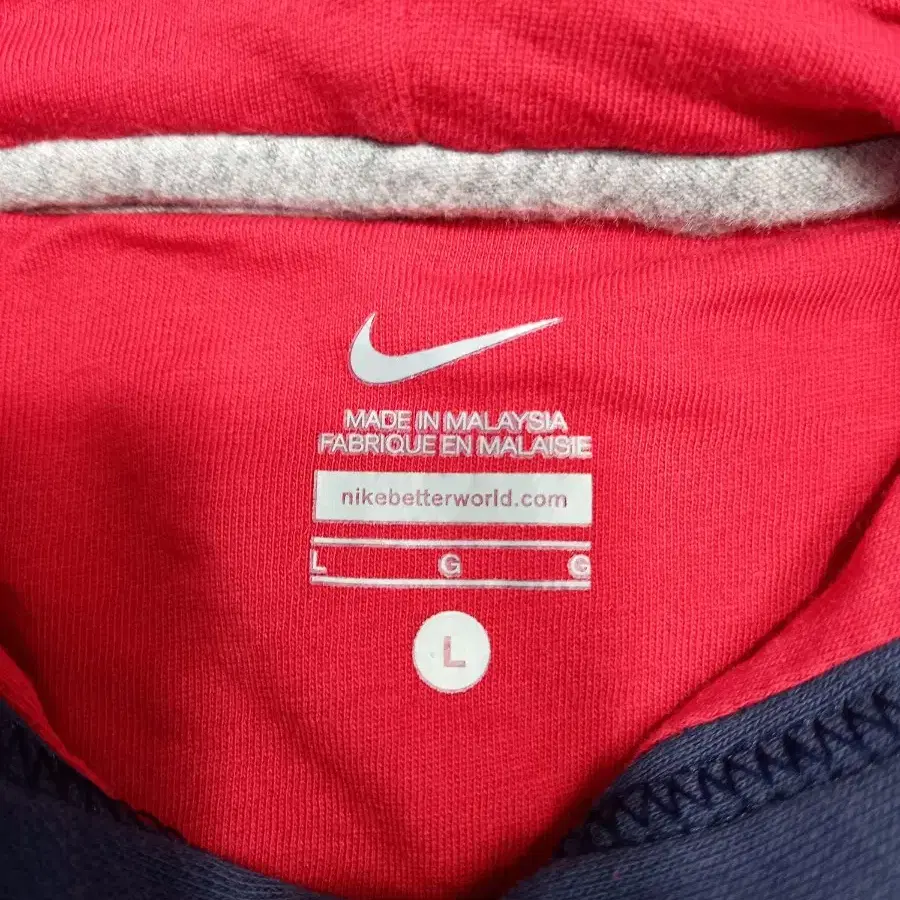 MADE IN MALAYSIA
FABRIQUE EN MALAISIE
nikebetterworld.com
L G G
L